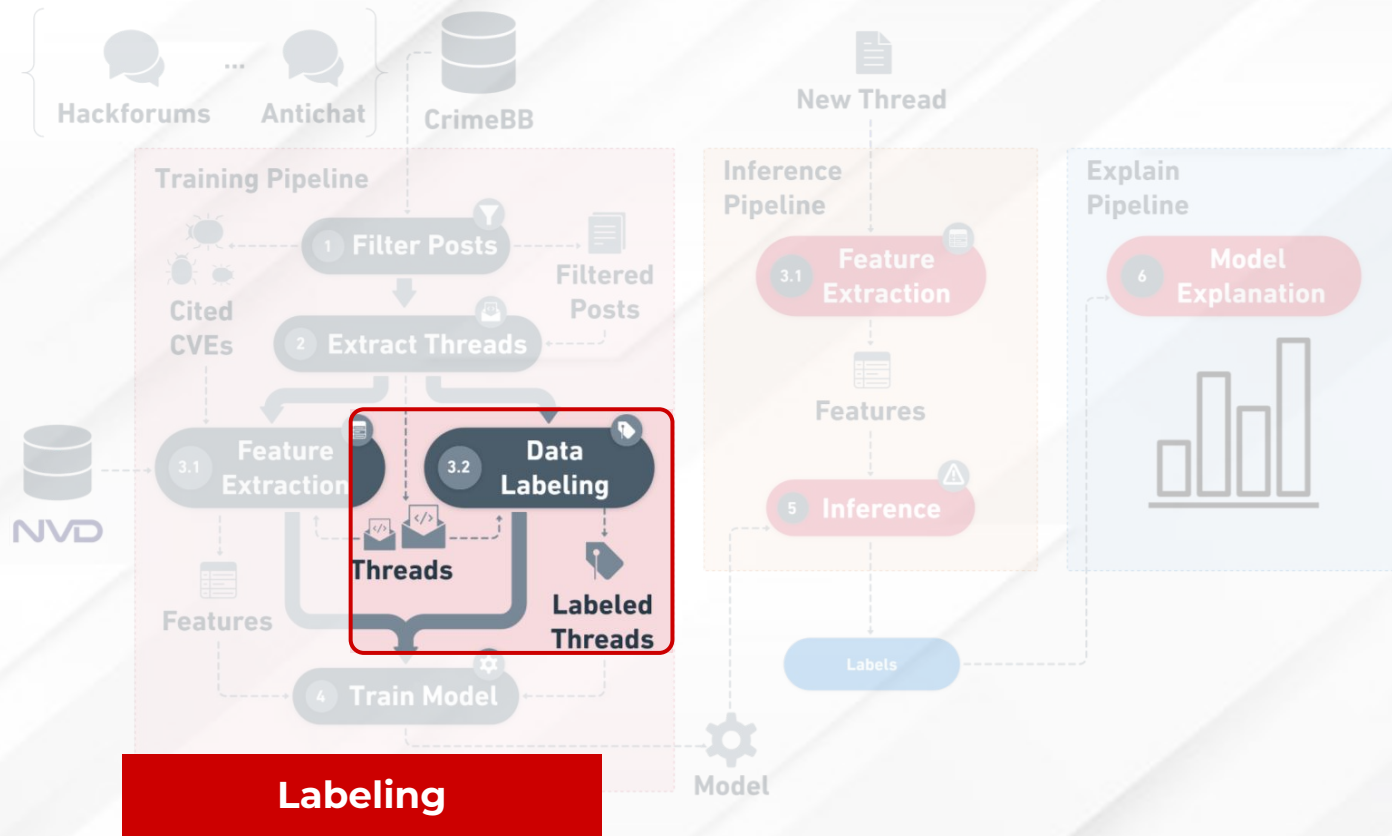 Hackforums
...
Antichat
CrimeBB
New Thread
Training Pipeline
1 Filter Posts
Filtered
Posts
Cited
CVEs
2 Extract Threads
3.1 Feature
Extraction
3.2 Data
Labeling
NVD
</>
</>
Threads
Features
Labeled
Threads
4 Train Model
Labeling
Model
Inference
Pipeline
3.1 Feature
Extraction
Features
5 Inference
Labels
Explain
Pipeline
6 Model
Explanation